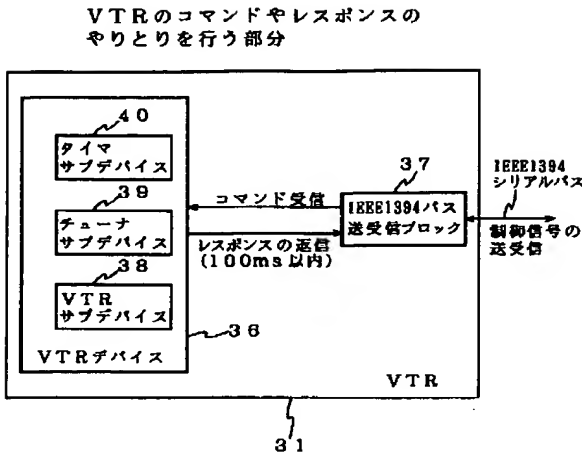 VTRのコマンドやレスポンスの
やりとりを行う部分
40
タイマ
サブデバイス
39
チューナ
サブデバイス
38
VTR
サブデバイス
VTRデバイス
36
コマンド受信
レスポンスの返信
(100ms以内)
37
IEEE1394バス
送受信ブロック
IEEE1394
シリアルバス
制御信号の
送受信
VTR
31